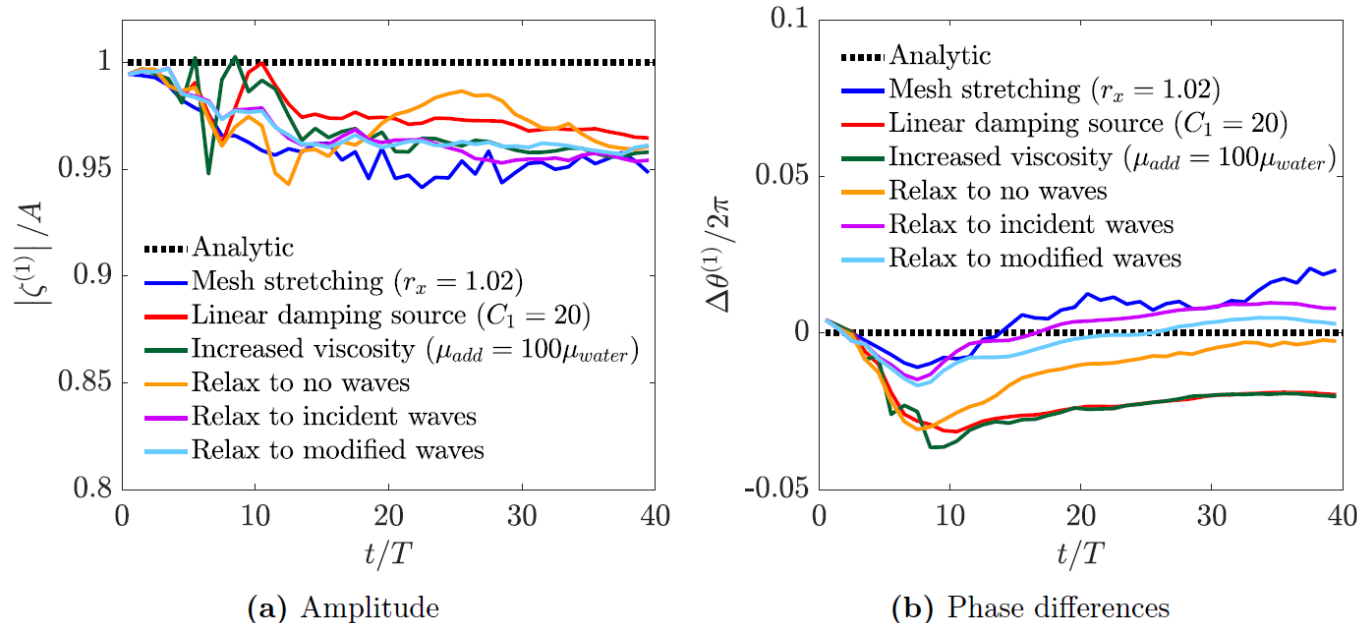 1
0.95
0.9
0.85
0.8
|ζ⁽¹⁾|/A
Analytic
Mesh stretching (rₓ = 1.02)
Linear damping source (C₁ = 20)
Increased viscosity (μ_add = 100μ_water)
Relax to no waves
Relax to incident waves
Relax to modified waves
0 10 20 30 40
t/T
(a) Amplitude
0.1
0.05
0
-0.05
Δθ⁽¹⁾/2π
Analytic
Mesh stretching (rₓ = 1.02)
Linear damping source (C₁ = 20)
Increased viscosity (μ_add = 100μ_water)
Relax to no waves
Relax to incident waves
Relax to modified waves
0 10 20 30 40
t/T
(b) Phase differences